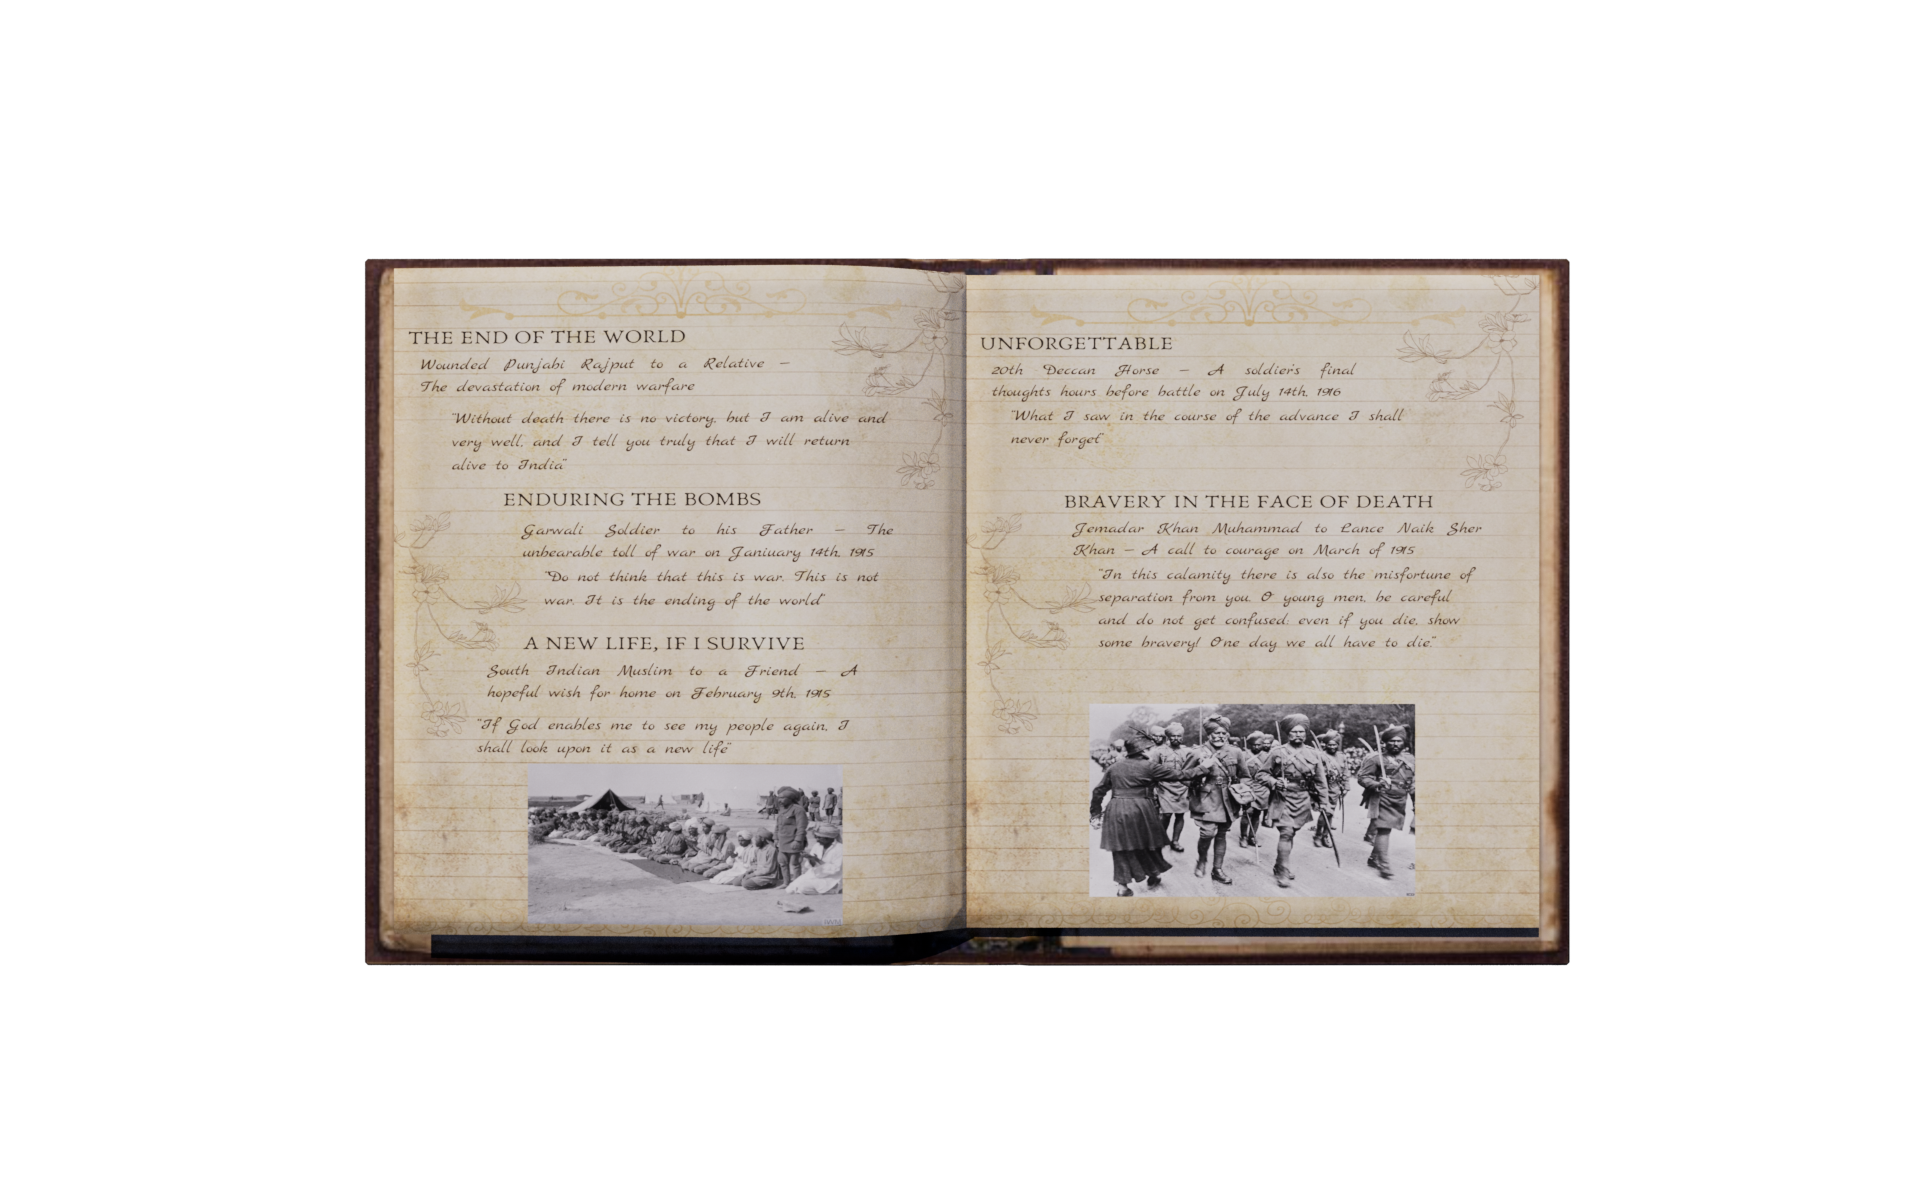 THE END OF THE WORLD
Wounded Punjabi Rajput to a Relative –
The devastation of modern warfare
"Without death there is no victory, but I am alive and
very well, and I tell you truly that I will return
alive to India"
ENDURING THE BOMBS
Garwali Soldier to his Father – The
unbearable toll of war on Janiuary 14th, 1915
"Do not think that this is war. This is not
war. It is the ending of the world"
A NEW LIFE, IF I SURVIVE
South Indian Muslim to a Friend – A
hopeful wish for home on February 9th, 1915
"If God enables me to see my people again, I
shall look upon it as a new life"
UNFORGETTABLE
20th Deccan Horse – A soldier's final
thoughts hours before battle on July 14th, 1916
"What I saw in the course of the advance I shall
never forget"
BRAVERY IN THE FACE OF DEATH
Jemadar Khan Muhammad to Lance Naik Sher
Khan – A call to courage on March of 1915
"In this calamity there is also the misfortune of
separation from you. O young men, be careful
and do not get confused; even if you die, show
some bravery! One day we all have to die"